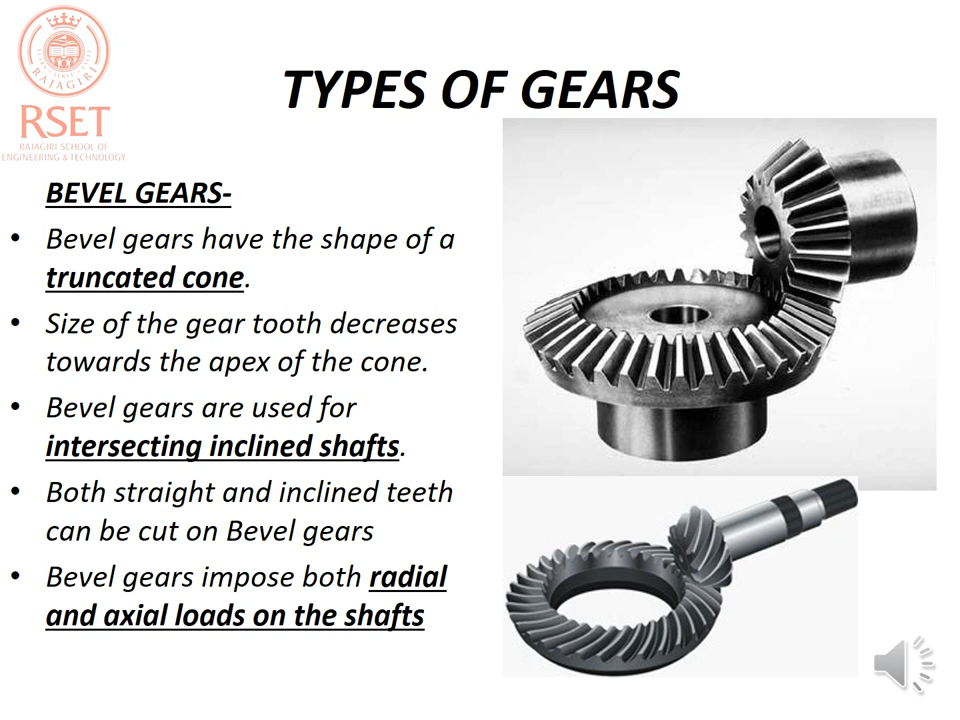 RAJAGIRI
RSET
RAJAGIRI SCHOOL OF
ENGINEERING & TECHNOLOGY
TYPES OF GEARS
BEVEL GEARS-
• Bevel gears have the shape of a
truncated cone.
• Size of the gear tooth decreases
towards the apex of the cone.
• Bevel gears are used for
intersecting inclined shafts.
• Both straight and inclined teeth
can be cut on Bevel gears
• Bevel gears impose both radial
and axial loads on the shafts